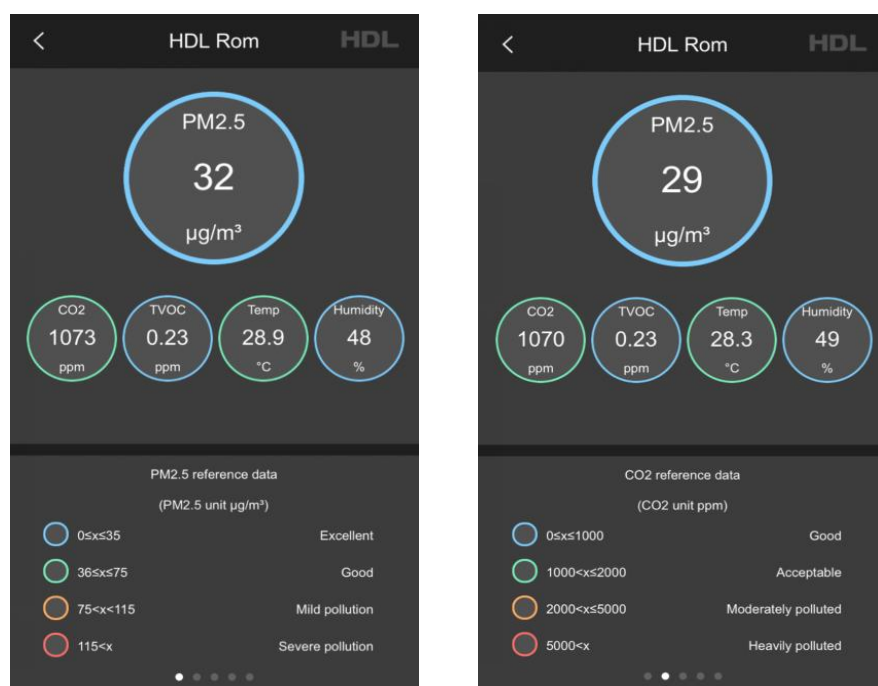 HDL Rom HDL
PM2.5
32
µg/m³
CO2 TVOC Temp Humidity
1073 0.23 28.9 48
ppm ppm °C %
PM2.5 reference data
(PM2.5 unit µg/m³)
0≤x≤35 Excellent
36≤x≤75 Good
75<x<115 Mild pollution
115<x Severe pollution
HDL Rom HDL
PM2.5
29
µg/m³
CO2 TVOC Temp Humidity
1070 0.23 28.3 49
ppm ppm °C %
CO2 reference data
(CO2 unit ppm)
0≤x≤1000 Good
1000<x≤2000 Acceptable
2000<x≤5000 Moderately polluted
5000<x Heavily polluted